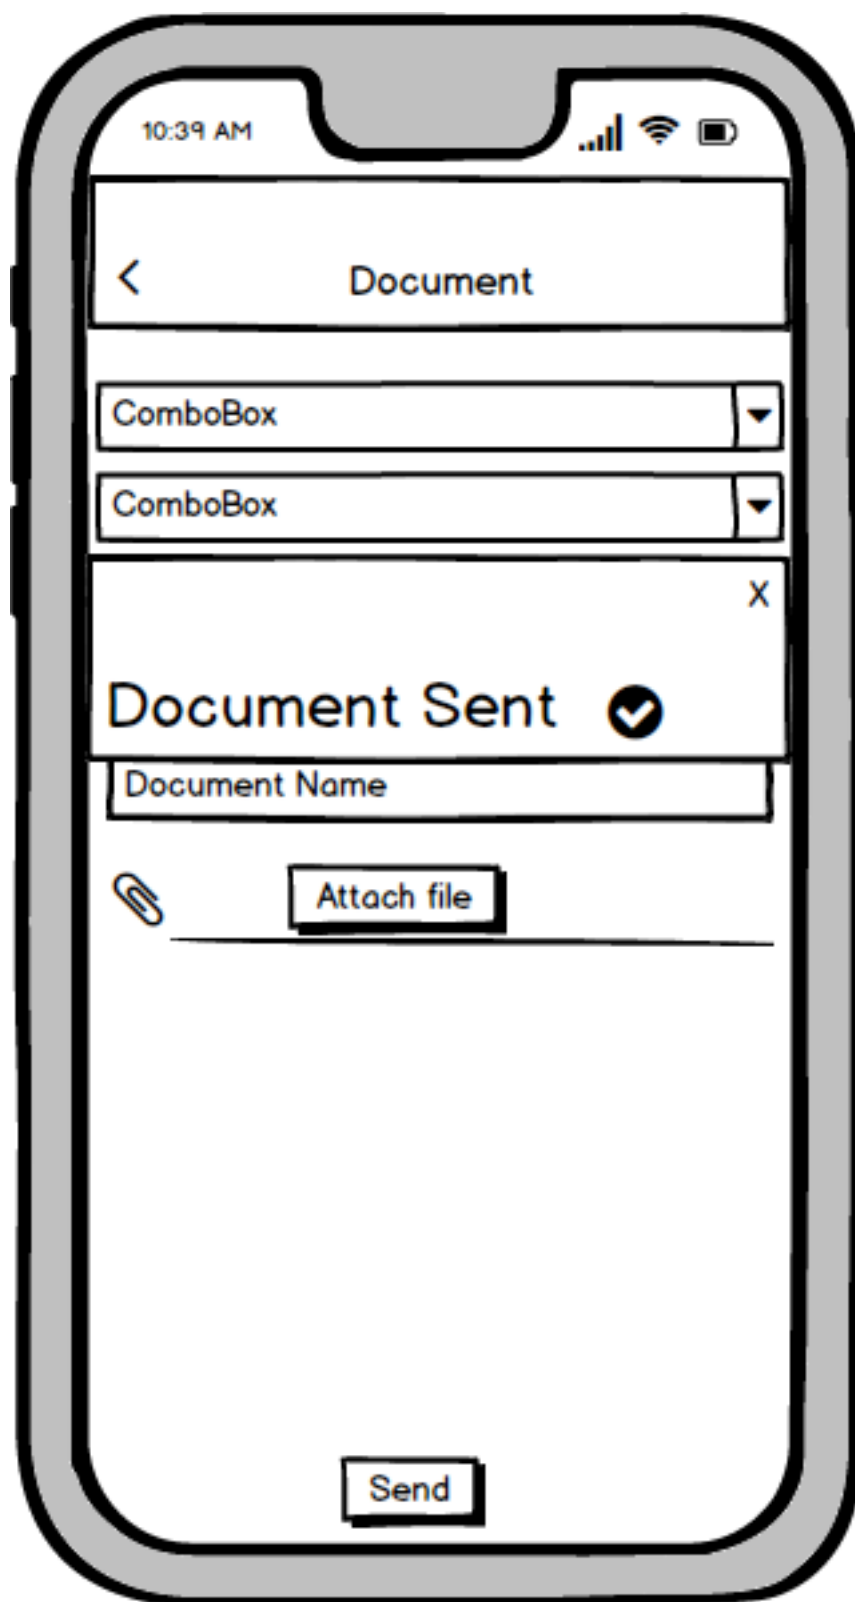 10:39 AM
Document
ComboBox
ComboBox
X
Document Sent
Document Name
Attach file
Send